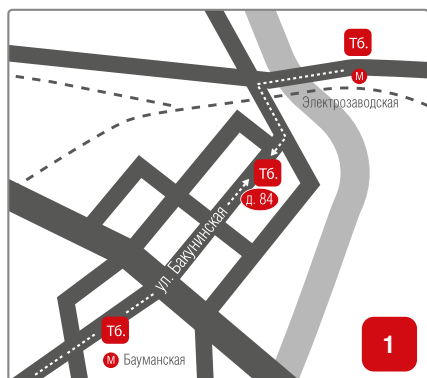 Тб.
М
Электрозаводская
Тб.
д. 84
ул. Бакунинская
Тб.
М Бауманская
1